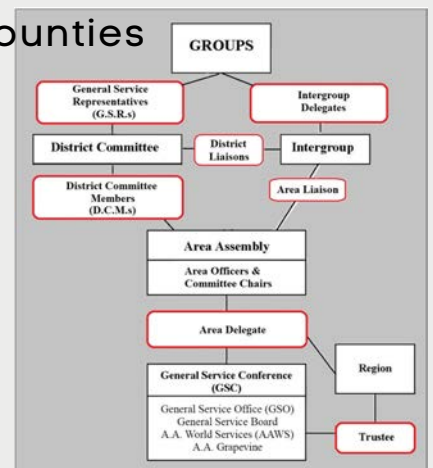 ounties
GROUPS
General Service
Representatives
(G.S.R.s)
Intergroup
Delegates
District Committee
District
Liaisons
Intergroup
District Committee
Members
(D.C.M.s)
Area Liaison
Area Assembly
Area Officers &
Committee Chairs
Area Delegate
General Service Conference
(GSC)
Region
General Service Office (GSO)
General Service Board
A.A. World Services (AAWS)
A.A. Grapevine
Trustee